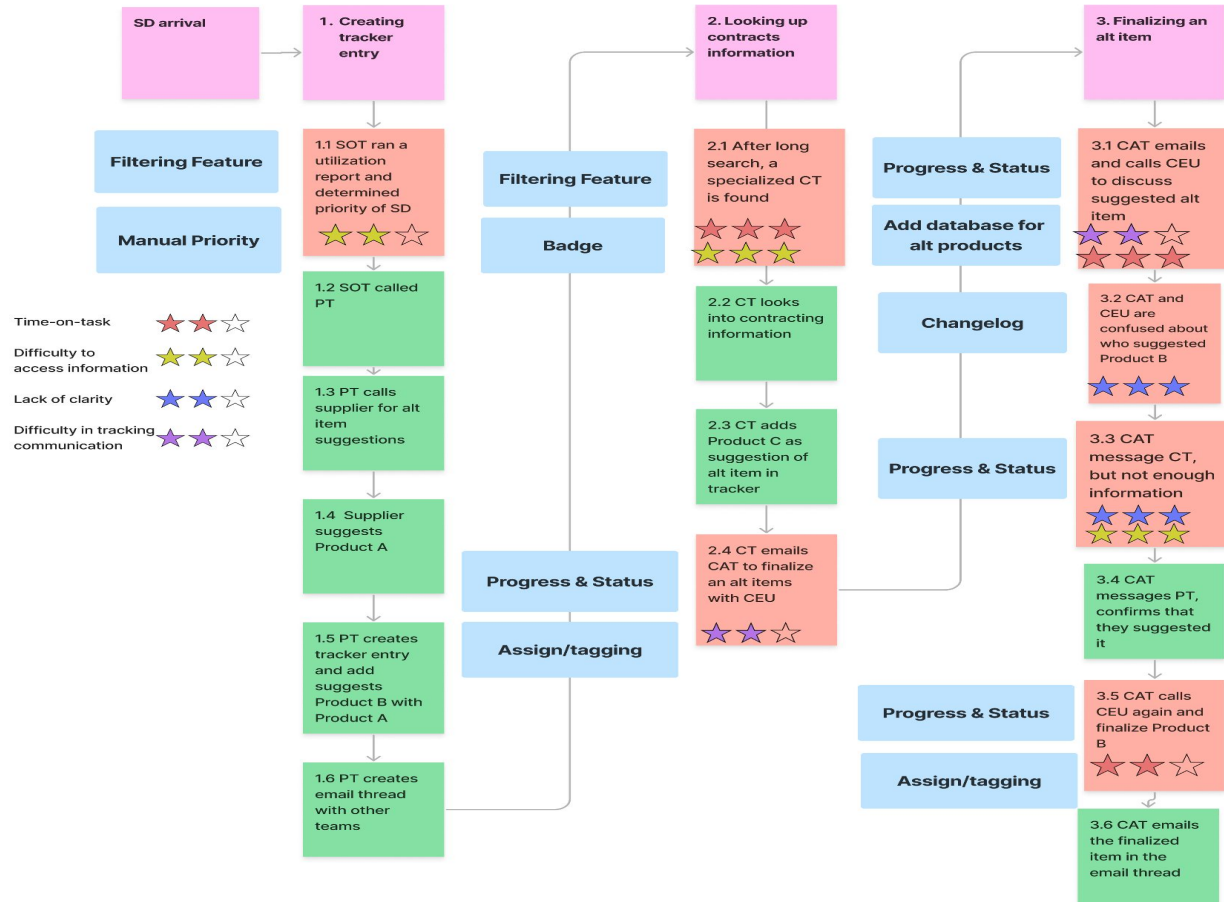 SD arrival
1. Creating
tracker
entry
1.1 SOT ran a
utilization
report and
determined
priority of SD
1.2 SOT called
PT
1.3 PT calls
supplier for alt
item
suggestions
1.4 Supplier
suggests
Product A
1.5 PT creates
tracker entry
and add
suggests
Product B with
Product A
1.6 PT creates
email thread
with other
teams
Filtering Feature
Manual Priority
Time-on-task
Difficulty to
access information
Lack of clarity
Difficulty in tracking
communication
2. Looking up
contracts
information
2.1 After long
search, a
specialized CT
is found
2.2 CT looks
into contracting
information
2.3 CT adds
Product C as
suggestion of
alt item in
tracker
2.4 CT emails
CAT to finalize
an alt items
with CEU
Filtering Feature
Badge
Progress & Status
Assign/tagging
3. Finalizing an
alt item
3.1 CAT emails
and calls CEU
to discuss
suggested alt
item
3.2 CAT and
CEU are
confused about
who suggested
Product B
3.3 CAT
message CT,
but not enough
information
3.4 CAT
messages PT,
confirms that
they suggested
it
3.5 CAT calls
CEU again and
finalize Product
B
3.6 CAT emails
the finalized
item in the
email thread
Progress & Status
Add database for
alt products
Changelog
Progress & Status
Progress & Status
Assign/tagging